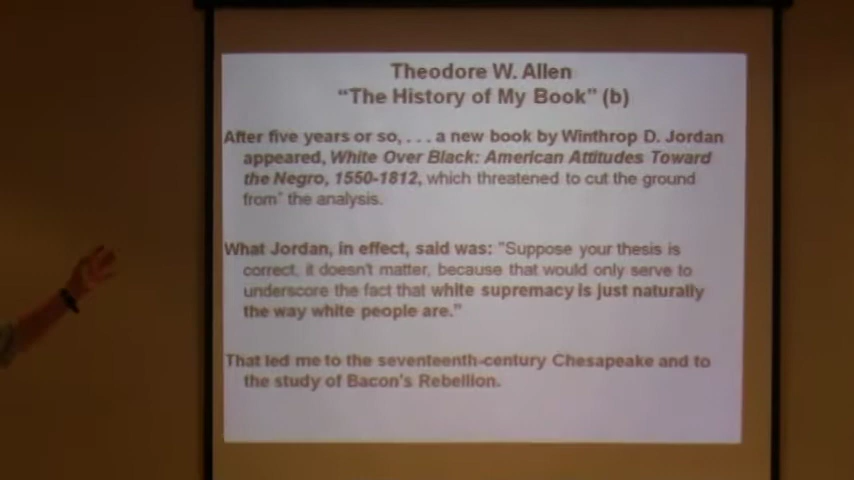 Theodore W. Allen
“The History of My Book” (b)
After five years or so, . . . a new book by Winthrop D. Jordan
appeared, White Over Black: American Attitudes Toward
the Negro, 1550-1812, which threatened to cut the ground
from” the analysis.
What Jordan, in effect, said was: “Suppose your thesis is
correct, it doesn't matter, because that would only serve to
underscore the fact that white supremacy is just naturally
the way white people are.”
That led me to the seventeenth-century Chesapeake and to
the study of Bacon's Rebellion.